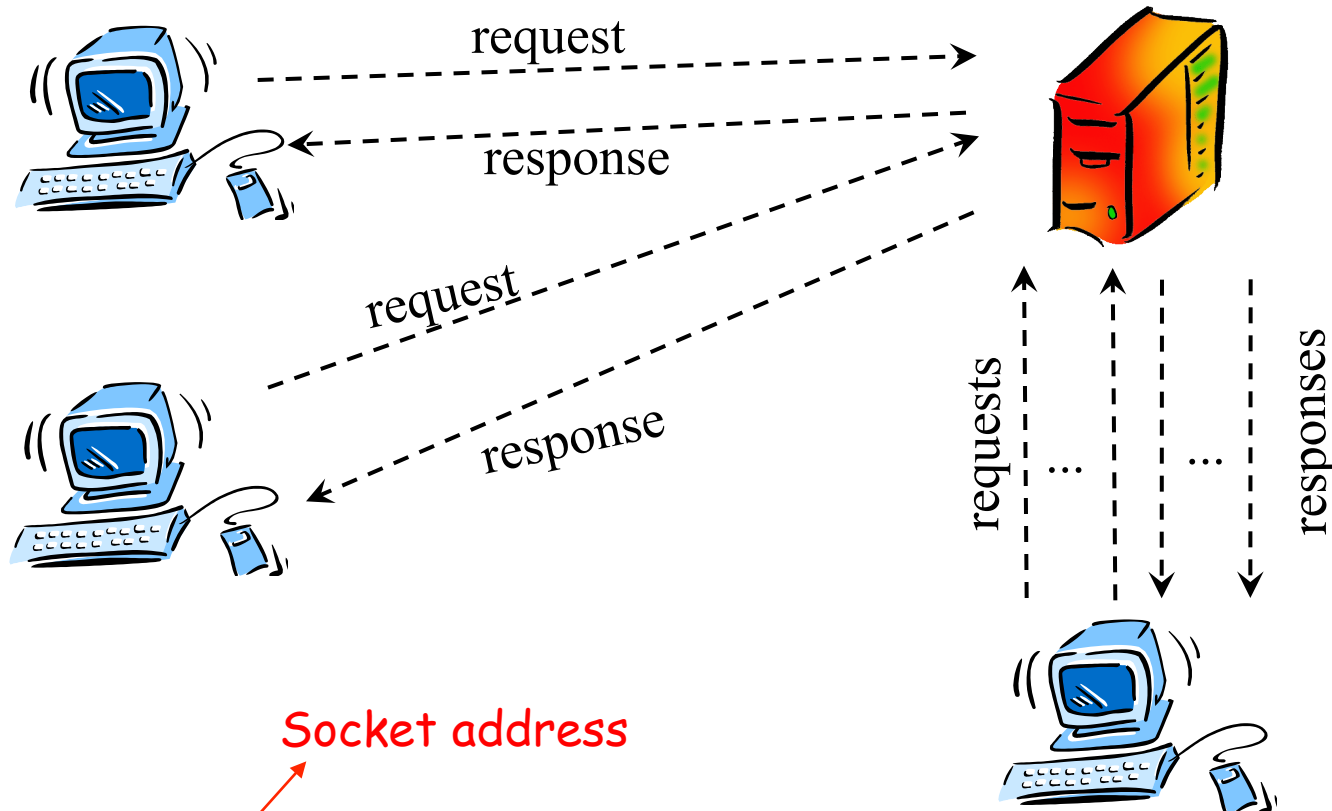 request
response
request
response
requests
...
...
responses
Socket address